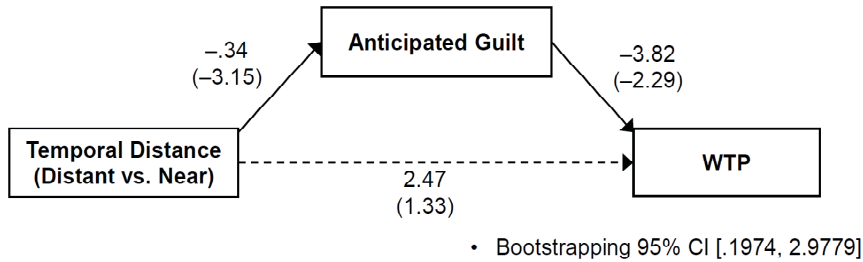 Anticipated Guilt
–.34
(–3.15)
–3.82
(–2.29)
Temporal Distance
(Distant vs. Near)
WTP
2.47
(1.33)
• Bootstrapping 95% CI [.1974, 2.9779]